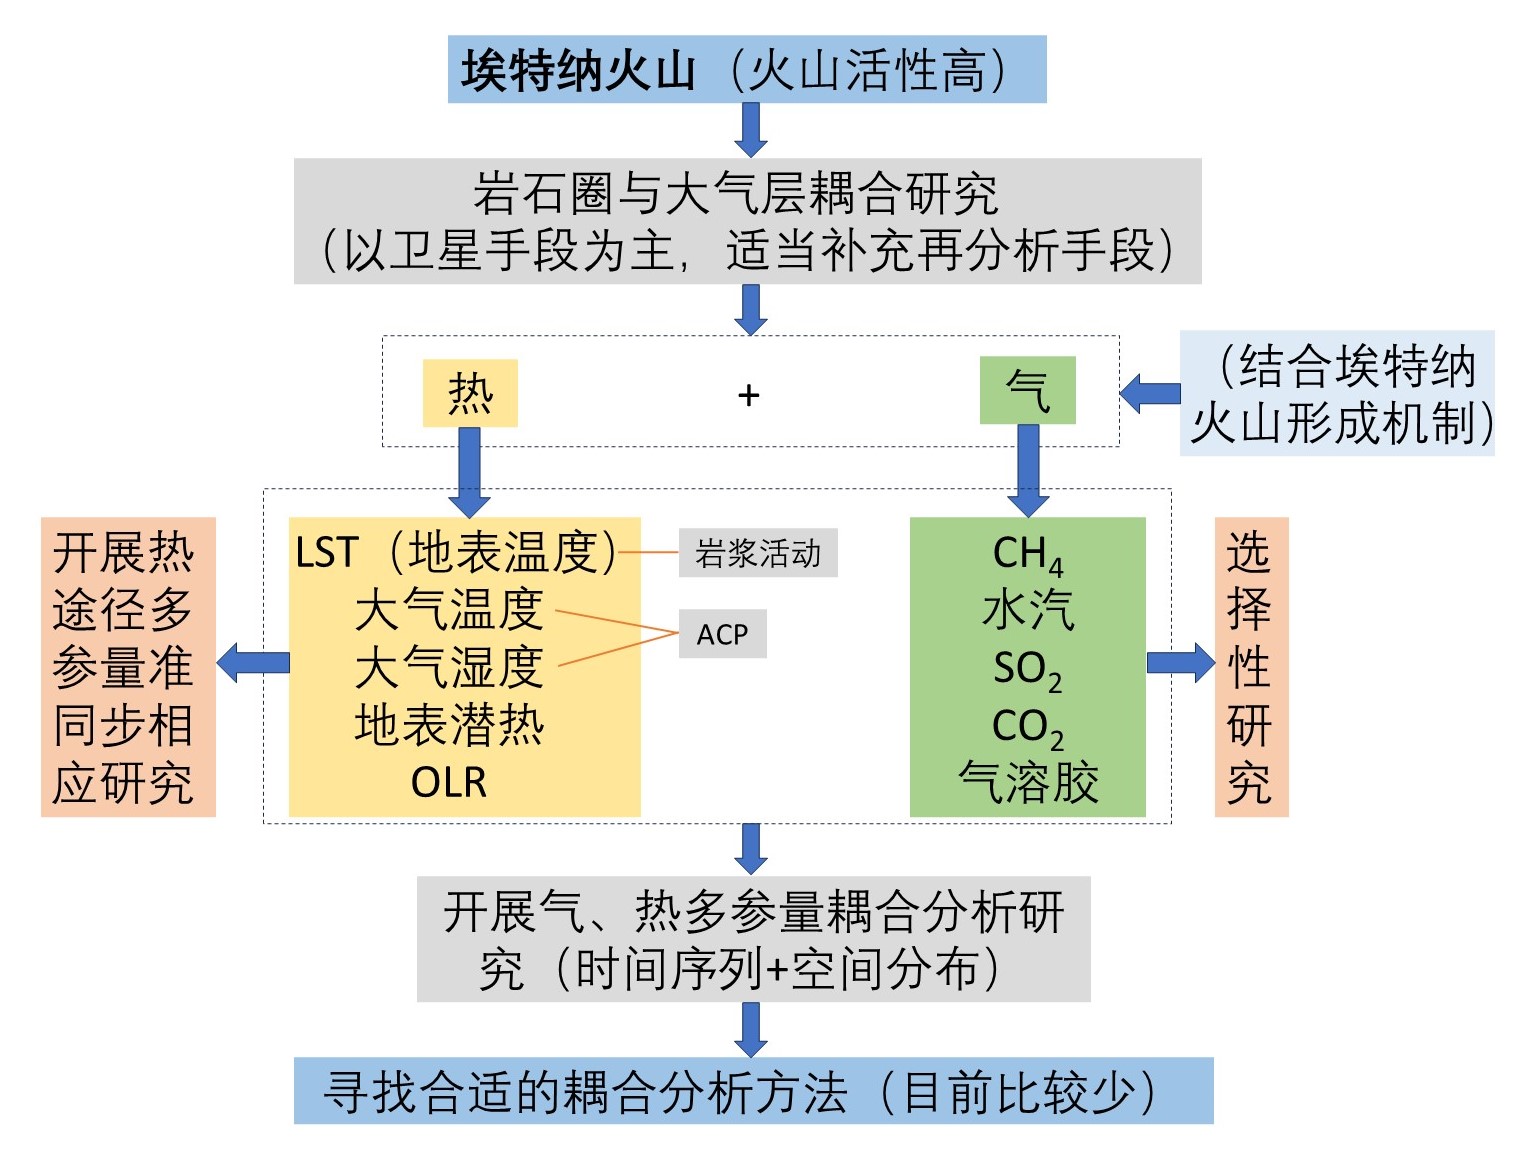 埃特纳火山（火山活性高）
岩石圈与大气层耦合研究
（以卫星手段为主，适当补充再分析手段）
热
+
气
（结合埃特纳
火山形成机制）
开展热
途径多
参量准
同步相
应研究
LST（地表温度）
大气温度
大气湿度
地表潜热
OLR
岩浆活动
ACP
CH₄
水汽
SO₂
CO₂
气溶胶
选
择
性
研
究
开展气、热多参量耦合分析研
究（时间序列+空间分布）
寻找合适的耦合分析方法（目前比较少）